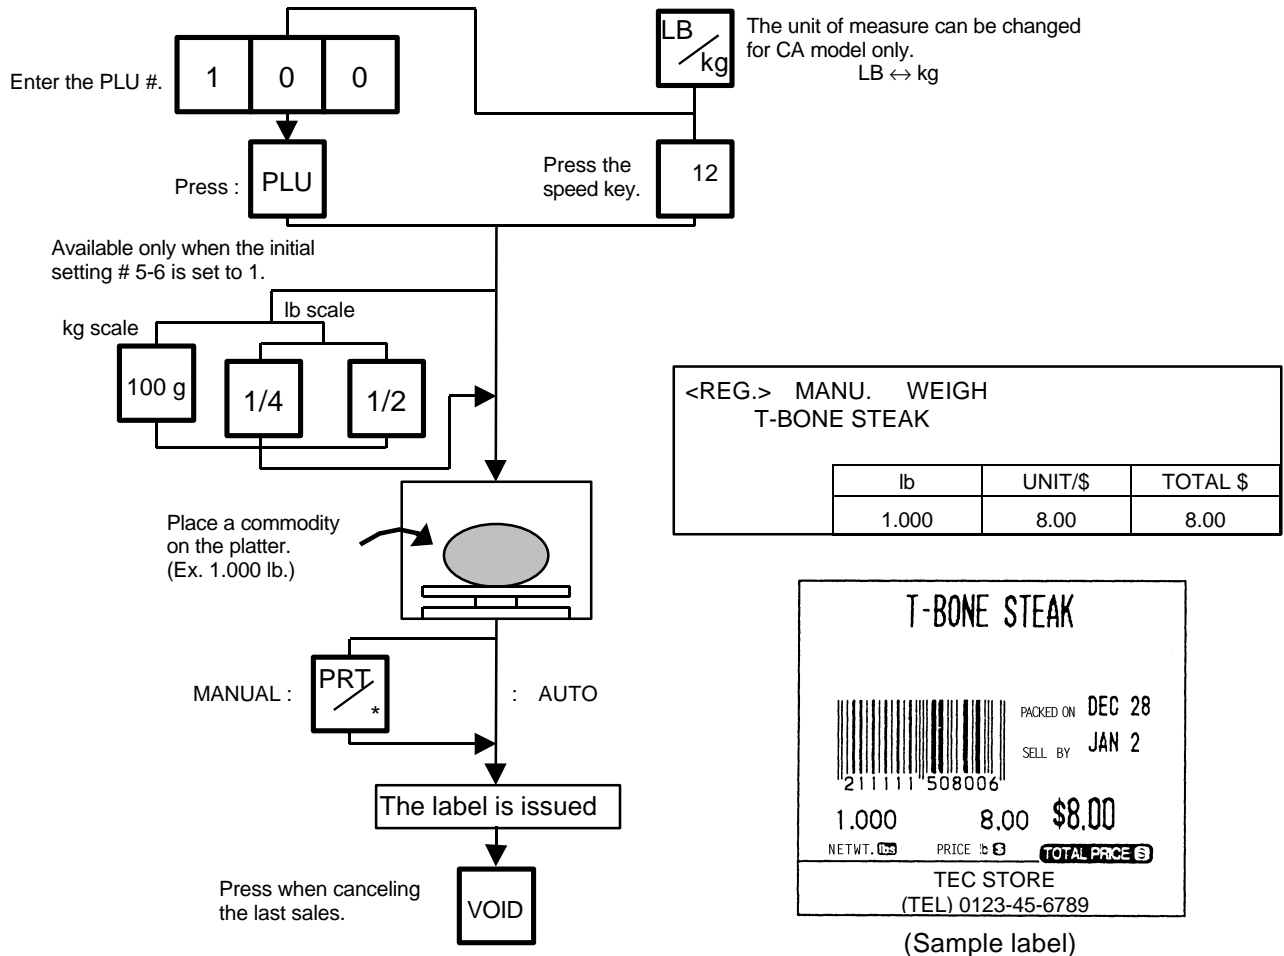 LB
kg
The unit of measure can be changed
for CA model only.
LB ↔ kg
Enter the PLU #.
1 0 0
Press : PLU
Press the
speed key.
12
Available only when the initial
setting # 5-6 is set to 1.
kg scale
lb scale
100 g
1/4
1/2
<REG.> MANU. WEIGH
T-BONE STEAK
lb UNIT/$ TOTAL $
1.000 8.00 8.00
Place a commodity
on the platter.
(Ex. 1.000 lb.)
MANUAL :
PRT
*
: AUTO
The label is issued
Press when canceling
the last sales.
VOID
T-BONE STEAK
PACKED ON DEC 28
SELL BY JAN 2
211111 508006
1.000 8.00 $8.00
NETWT. lbs PRICE lb $ TOTAL PRICE $
TEC STORE
(TEL) 0123-45-6789
(Sample label)